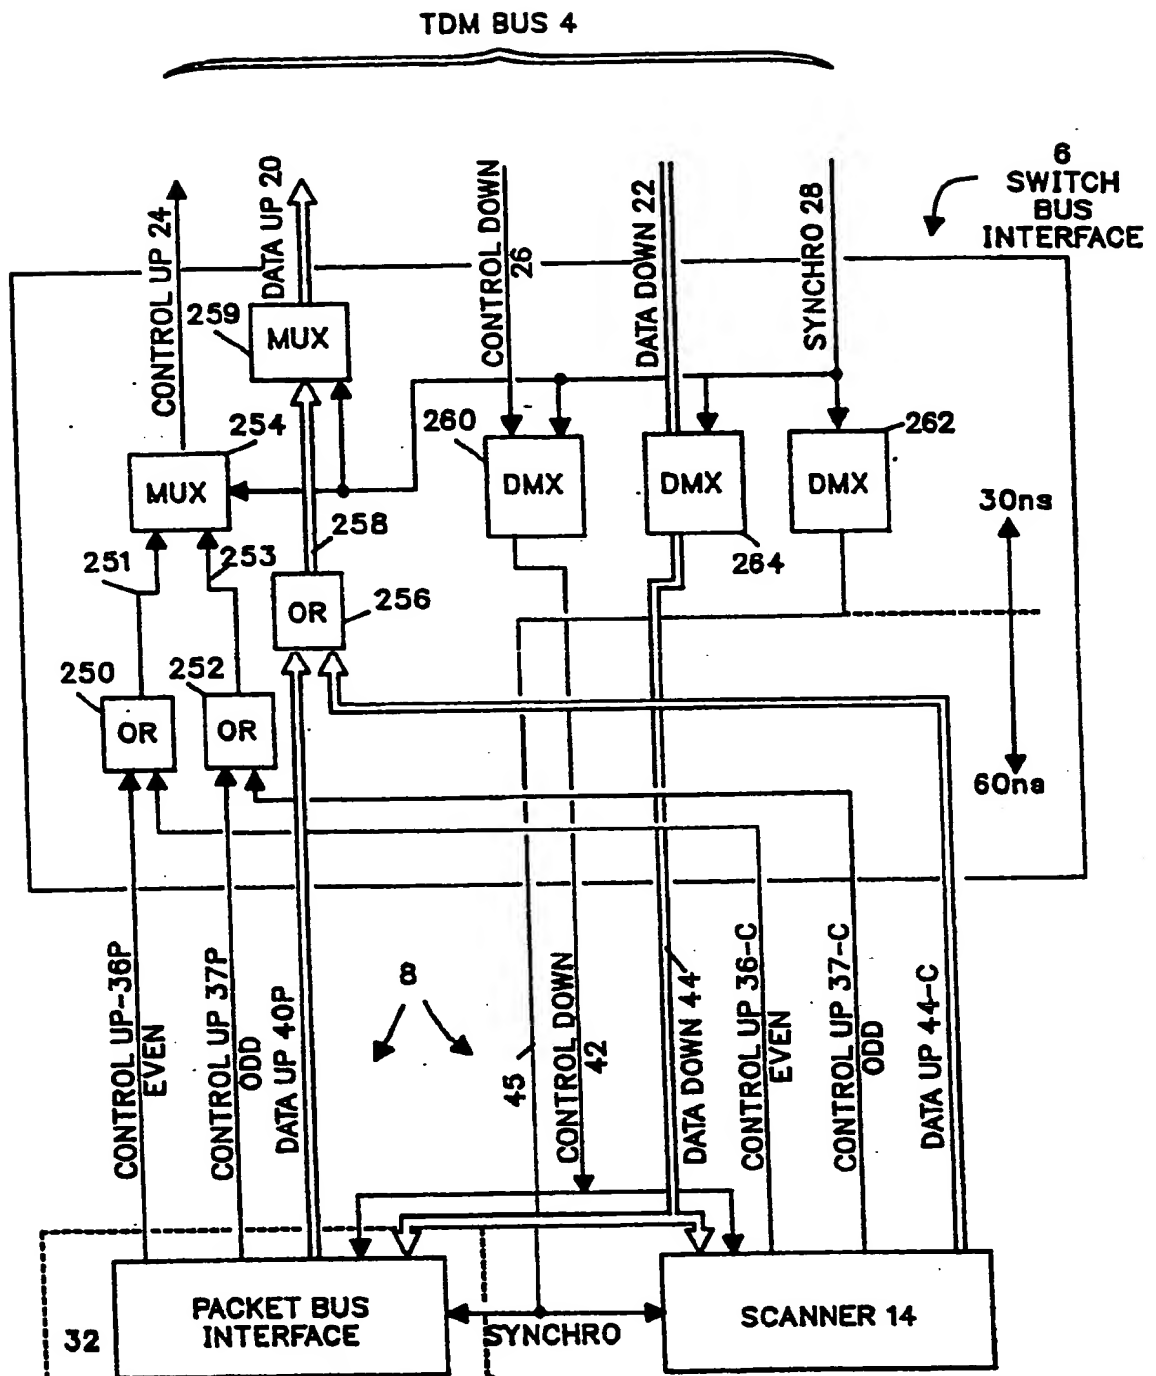 TDM BUS 4
6
SWITCH
BUS
INTERFACE
CONTROL UP 24
DATA UP 20
CONTROL DOWN
26
DATA DOWN 22
SYNCHRO 28
259
MUX
254
MUX
260
DMX
DMX
264
262
DMX
30ns
251
253
258
OR
256
250
OR
252
OR
60ns
CONTROL UP-36P
EVEN
CONTROL UP 37P
ODD
DATA UP 40P
8
45
CONTROL DOWN
42
DATA DOWN 44
CONTROL UP 36-C
EVEN
CONTROL UP 37-C
ODD
DATA UP 44-C
32
PACKET BUS
INTERFACE
SYNCHRO
SCANNER 14